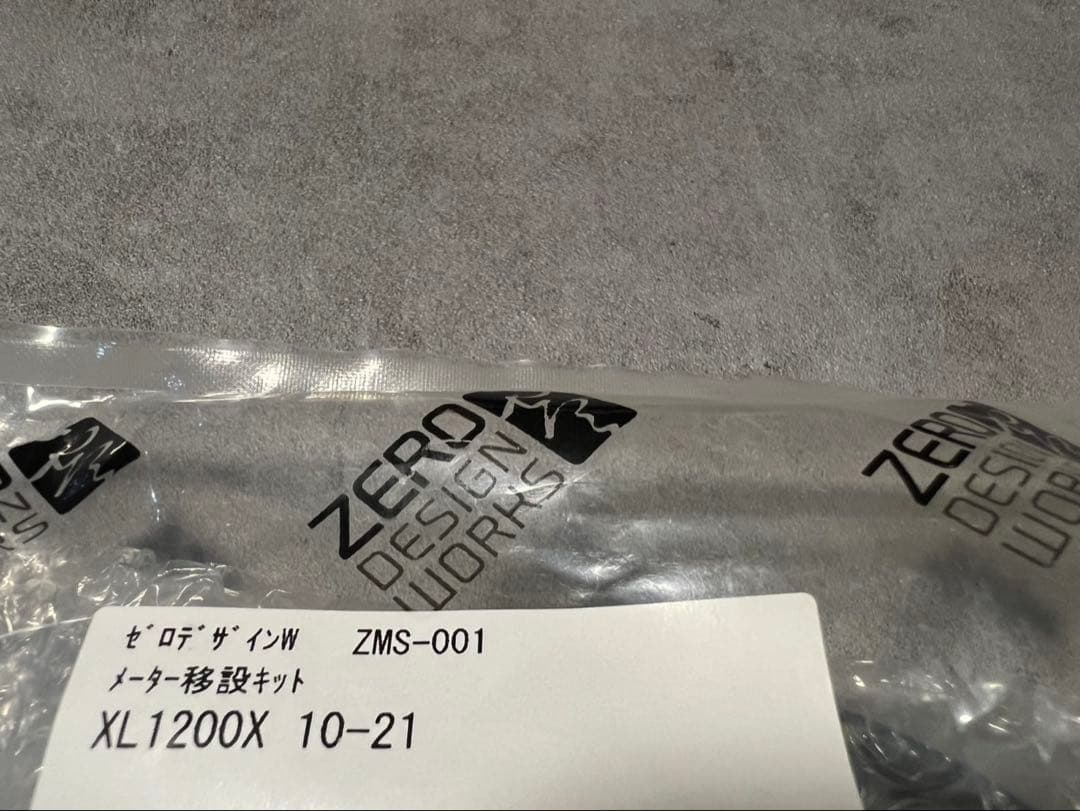 ZERO
DESIGN
WORKS
ZERO
DESIGN
ｾﾞﾛﾃﾞｻﾞｲﾝW ZMS-001
ﾒｰﾀｰ移設ｷｯﾄ
XL1200X 10-21